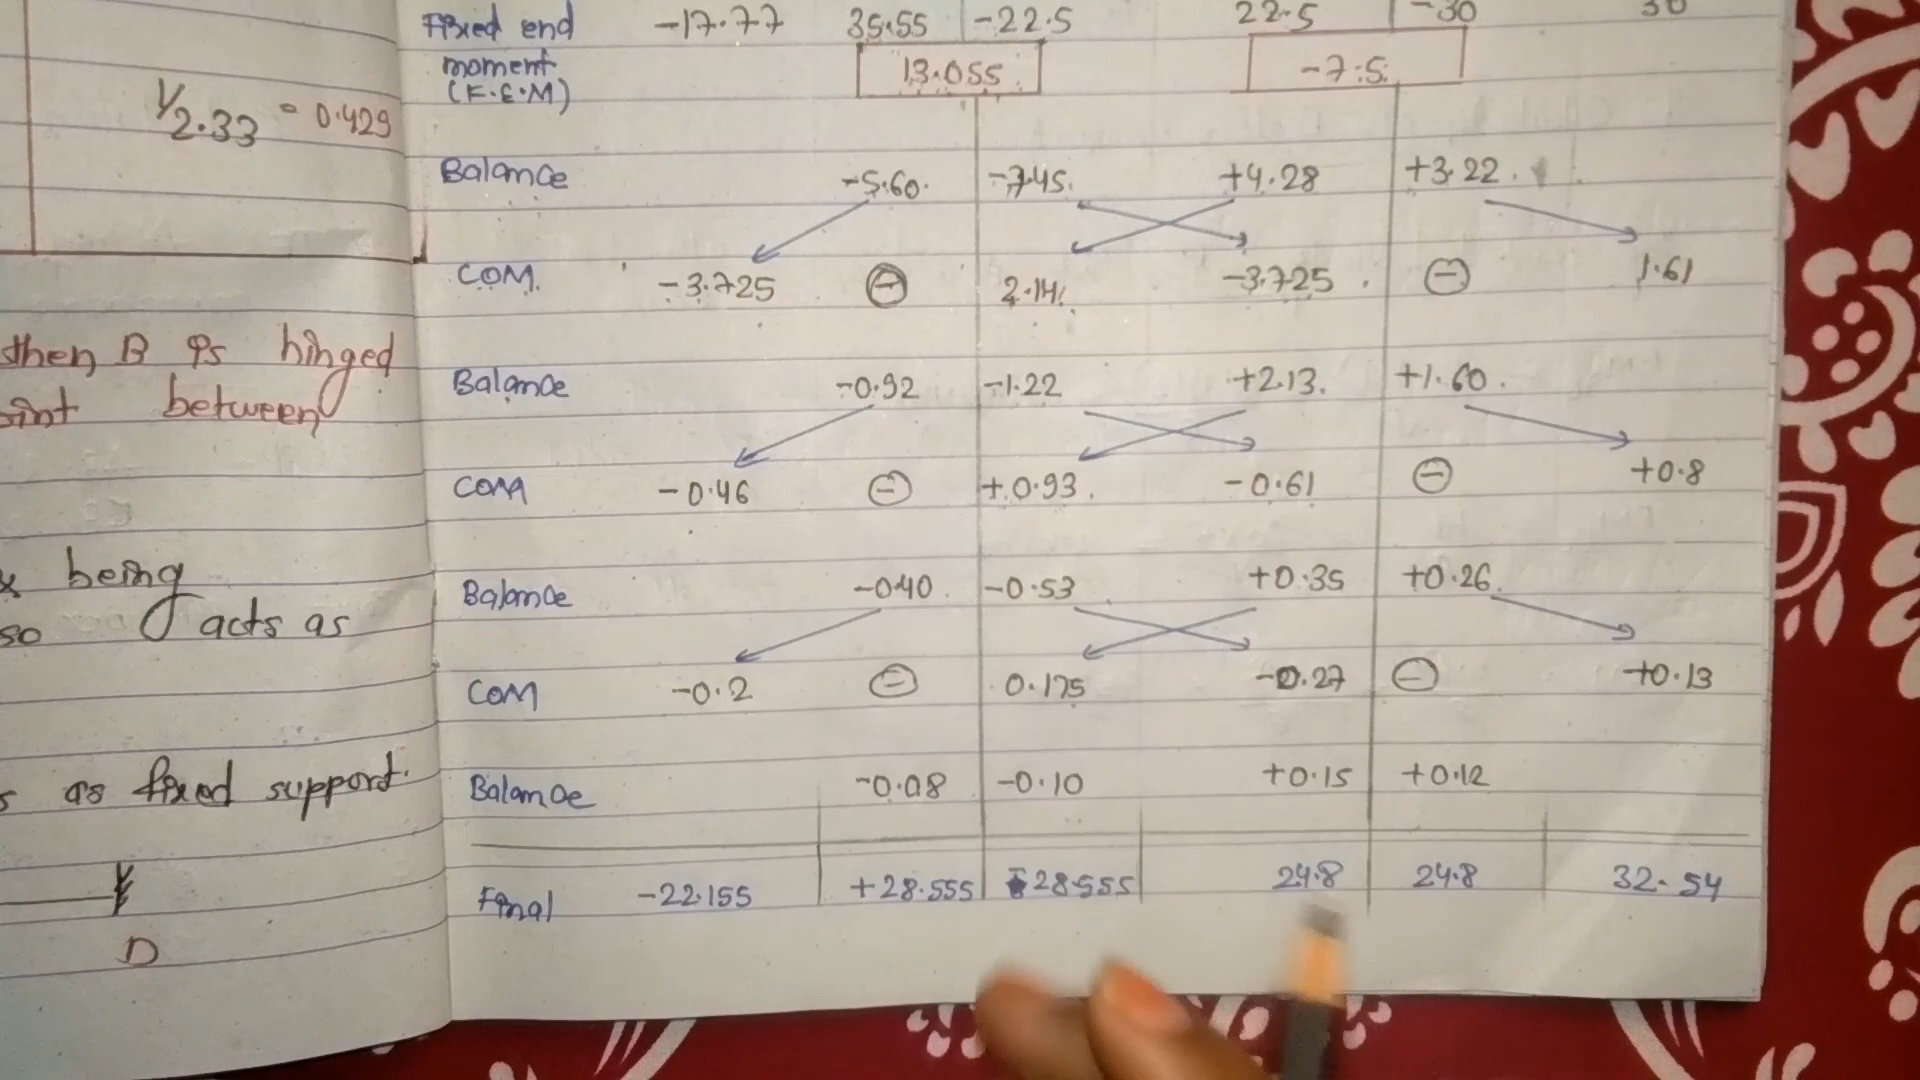 1/2.33 = 0.429
then B is hinged
between
being
so acts as
as fixed support.
D
Fixed end -17.77 35.55 -22.5 22.5 -30 30
moment 13.055 -7.5
(F.E.M)
Balance -5.60. -7.45. +4.28 +3.22.
COM. -3.725 ⊖ 2.14 -3.725 ⊖ 1.61
Balance -0.92 -1.22 +2.13. +1.60.
COM -0.46 ⊖ +0.93. -0.61 ⊖ +0.8
Balance -0.40 -0.53 +0.35 +0.26
COM -0.2 ⊖ 0.175 -0.27 ⊖ +0.13
Balance -0.08 -0.10 +0.15 +0.12
Final -22.155 +28.555 -28.555 24.8 24.8 32.54